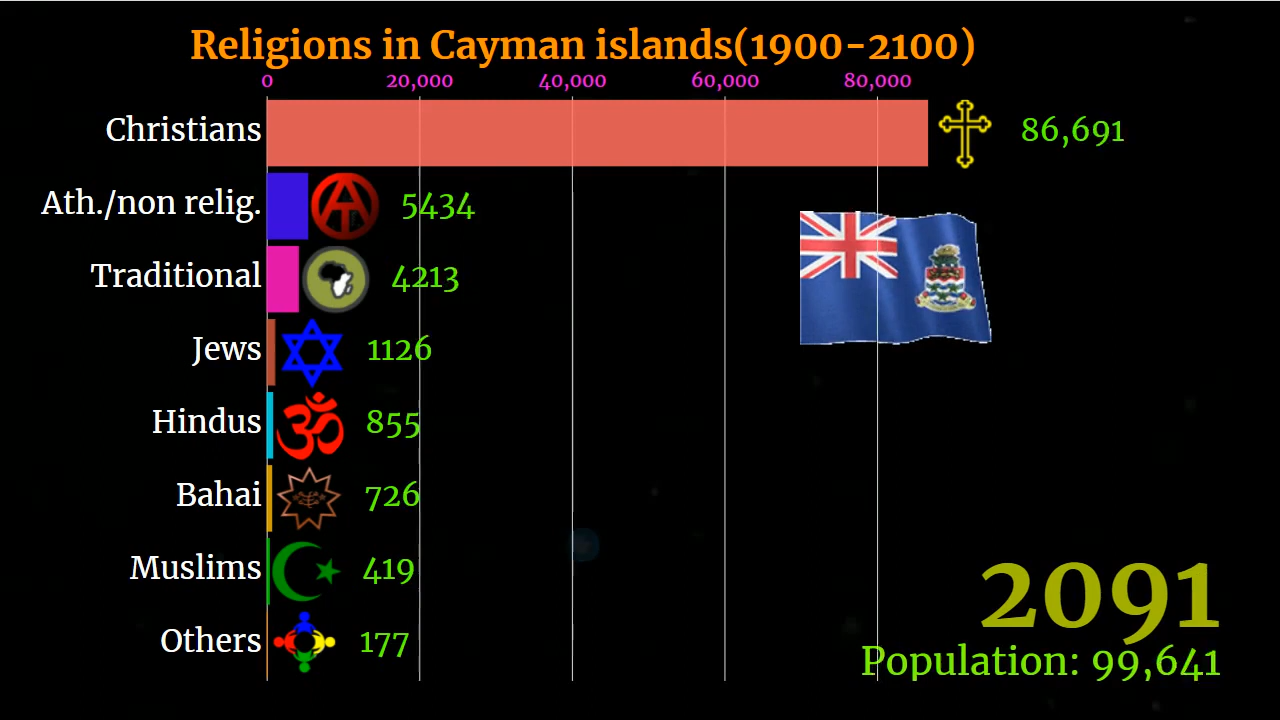 Religions in Cayman islands(1900-2100)
0 20,000 40,000 60,000 80,000
Christians 86,691
Ath./non relig. 5434
Traditional 4213
Jews 1126
Hindus 855
Bahai 726
Muslims 419
Others 177
2091
Population: 99,641